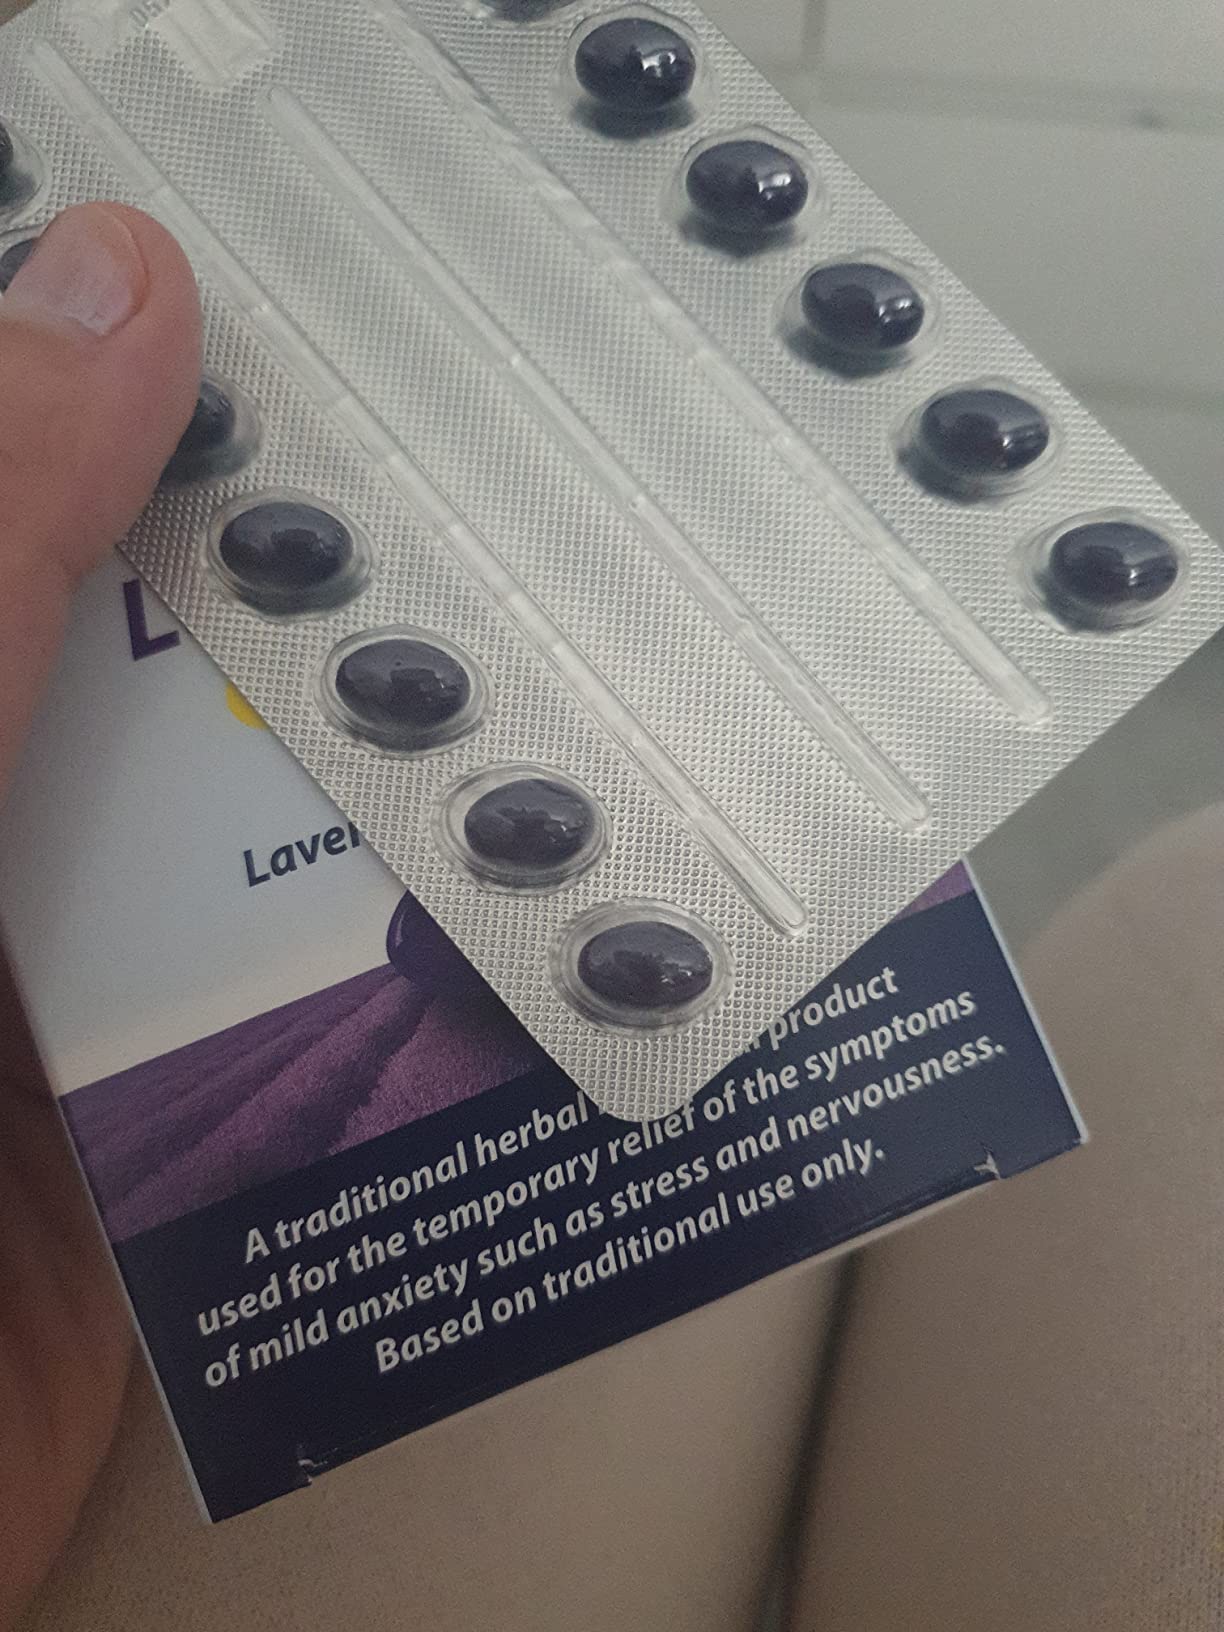 L
Laver
A traditional herbal product
used for the temporary relief of the symptoms
of mild anxiety such as stress and nervousness.
Based on traditional use only.